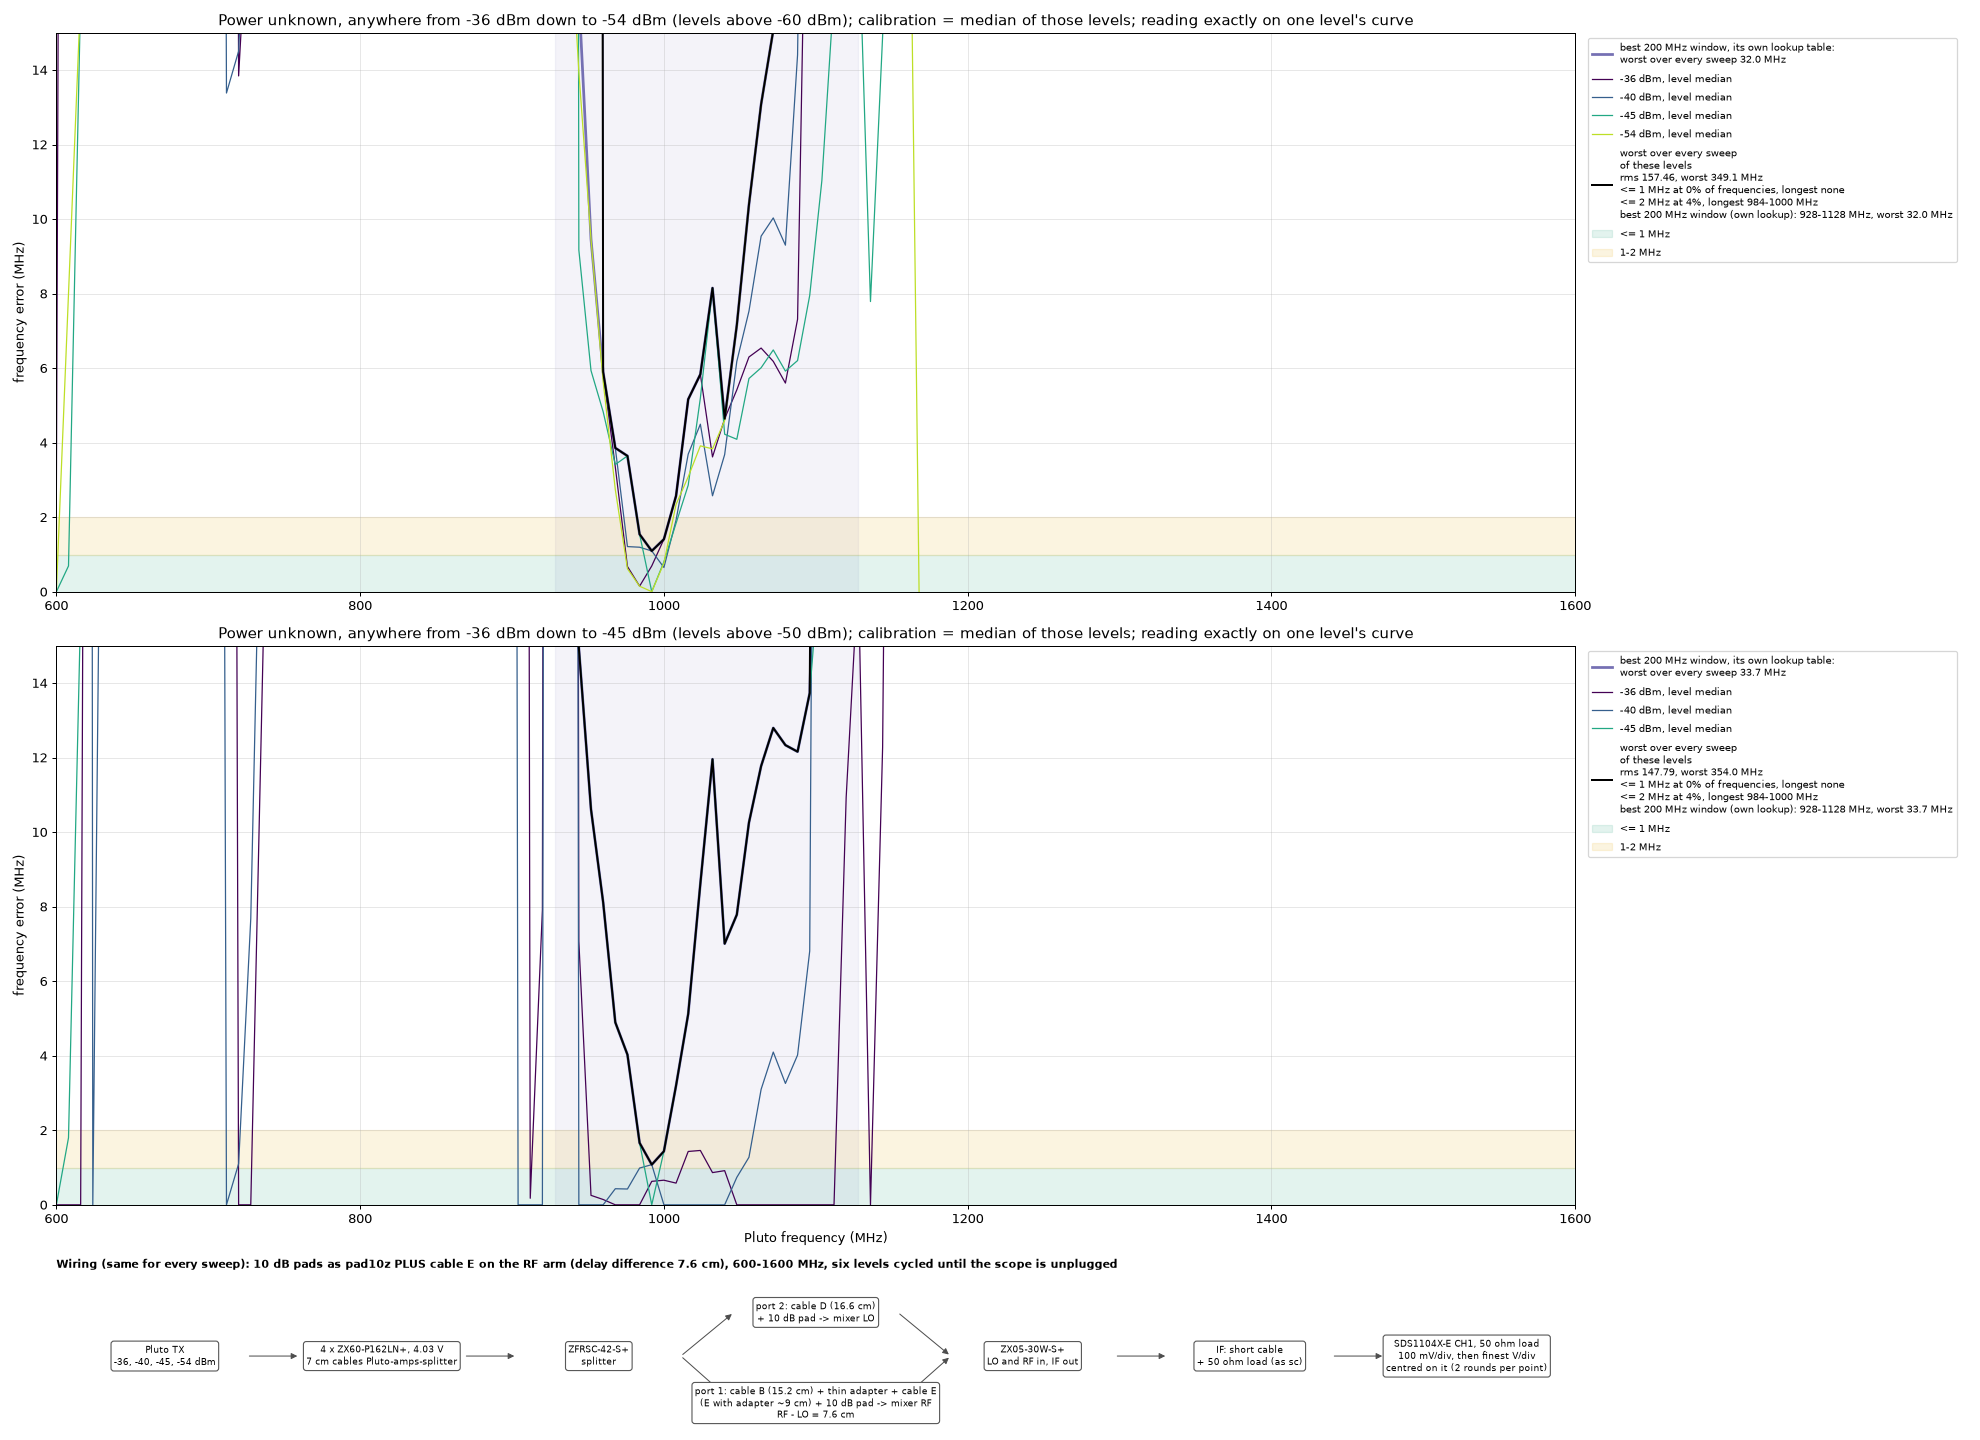 Power unknown, anywhere from -36 dBm down to -54 dBm (levels above -60 dBm); calibration = median of those levels; reading exactly on one level's curve
frequency error (MHz)
14
12
10
8
6
4
2
0
600
800
1000
1200
1400
1600
best 200 MHz window, its own lookup table:
worst over every sweep 32.0 MHz
-36 dBm, level median
-40 dBm, level median
-45 dBm, level median
-54 dBm, level median
worst over every sweep
of these levels
rms 157.46, worst 349.1 MHz
<= 1 MHz at 0% of frequencies, longest none
<= 2 MHz at 4%, longest 984-1000 MHz
best 200 MHz window (own lookup): 928-1128 MHz, worst 32.0 MHz
<= 1 MHz
1-2 MHz
Power unknown, anywhere from -36 dBm down to -45 dBm (levels above -50 dBm); calibration = median of those levels; reading exactly on one level's curve
frequency error (MHz)
14
12
10
8
6
4
2
0
600
800
1000
1200
1400
1600
Pluto frequency (MHz)
best 200 MHz window, its own lookup table:
worst over every sweep 33.7 MHz
-36 dBm, level median
-40 dBm, level median
-45 dBm, level median
worst over every sweep
of these levels
rms 147.79, worst 354.0 MHz
<= 1 MHz at 0% of frequencies, longest none
<= 2 MHz at 4%, longest 984-1000 MHz
best 200 MHz window (own lookup): 928-1128 MHz, worst 33.7 MHz
<= 1 MHz
1-2 MHz
Wiring (same for every sweep): 10 dB pads as pad10z PLUS cable E on the RF arm (delay difference 7.6 cm), 600-1600 MHz, six levels cycled until the scope is unplugged
Pluto TX
-36, -40, -45, -54 dBm
4 x ZX60-P162LN+, 4.03 V
7 cm cables Pluto-amps-splitter
ZFRSC-42-S+
splitter
port 2: cable D (16.6 cm)
+ 10 dB pad -> mixer LO
port 1: cable B (15.2 cm) + thin adapter + cable E
(E with adapter ~9 cm) + 10 dB pad -> mixer RF
RF - LO = 7.6 cm
ZX05-30W-S+
LO and RF in, IF out
IF: short cable
+ 50 ohm load (as sc)
SDS1104X-E CH1, 50 ohm load
100 mV/div, then finest V/div
centred on it (2 rounds per point)